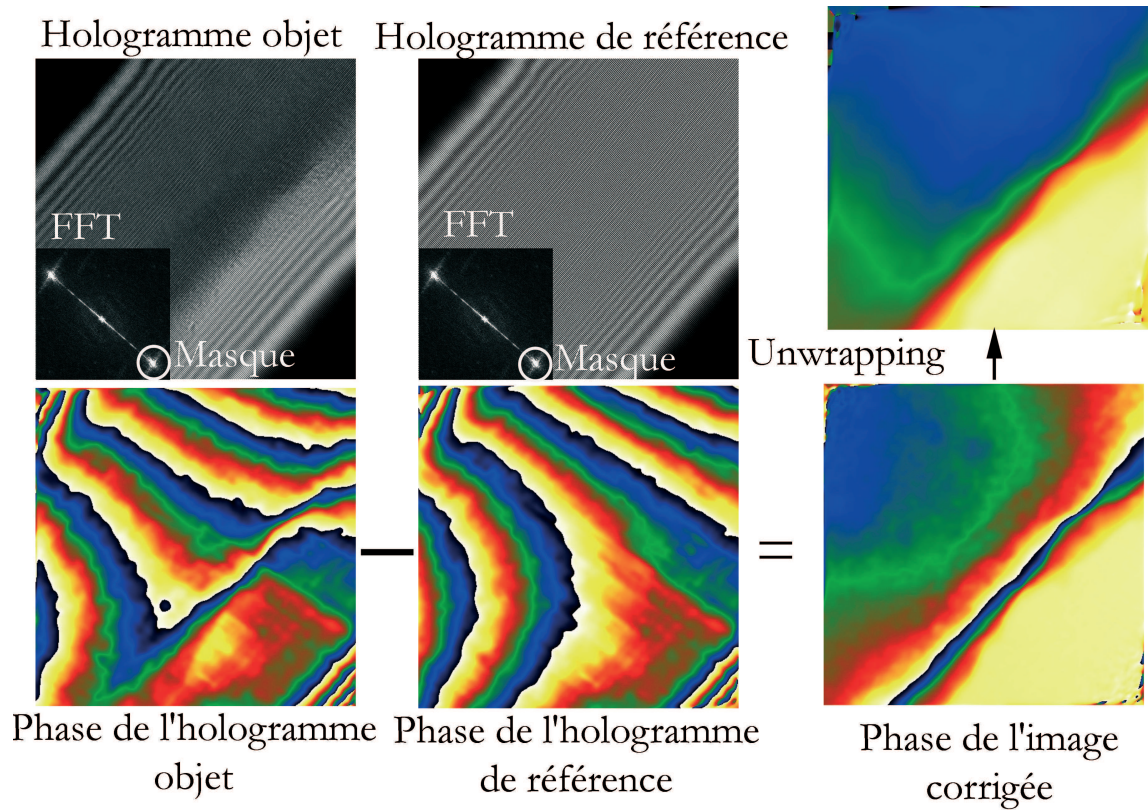 Hologramme objet
Hologramme de référence
FFT
Masque
FFT
Masque
Unwrapping
Phase de l'hologramme
objet
Phase de l'hologramme
de référence
Phase de l'image
corrigée